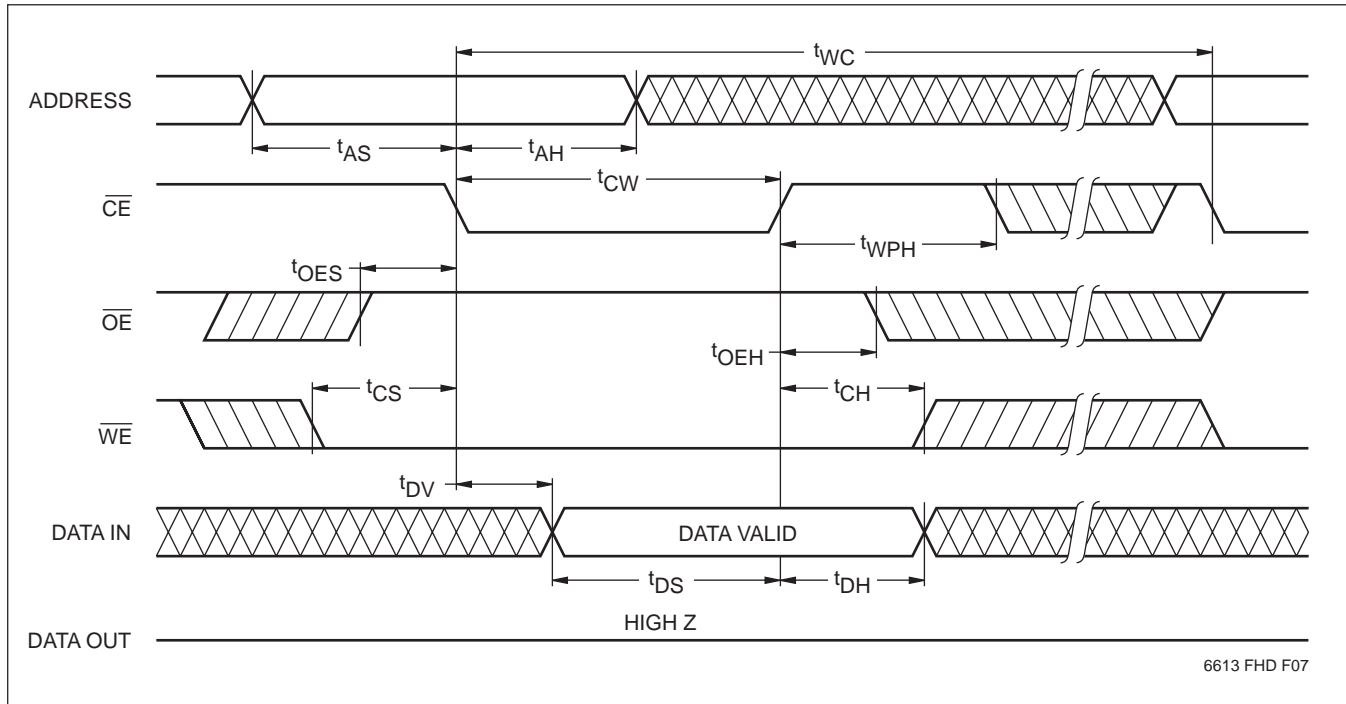 tWC
ADDRESS
tAS
tAH
tCW
CE
tWPH
tOES
OE
tOEH
tCS
tCH
WE
tDV
DATA IN
DATA VALID
tDS
tDH
HIGH Z
DATA OUT
6613 FHD F07